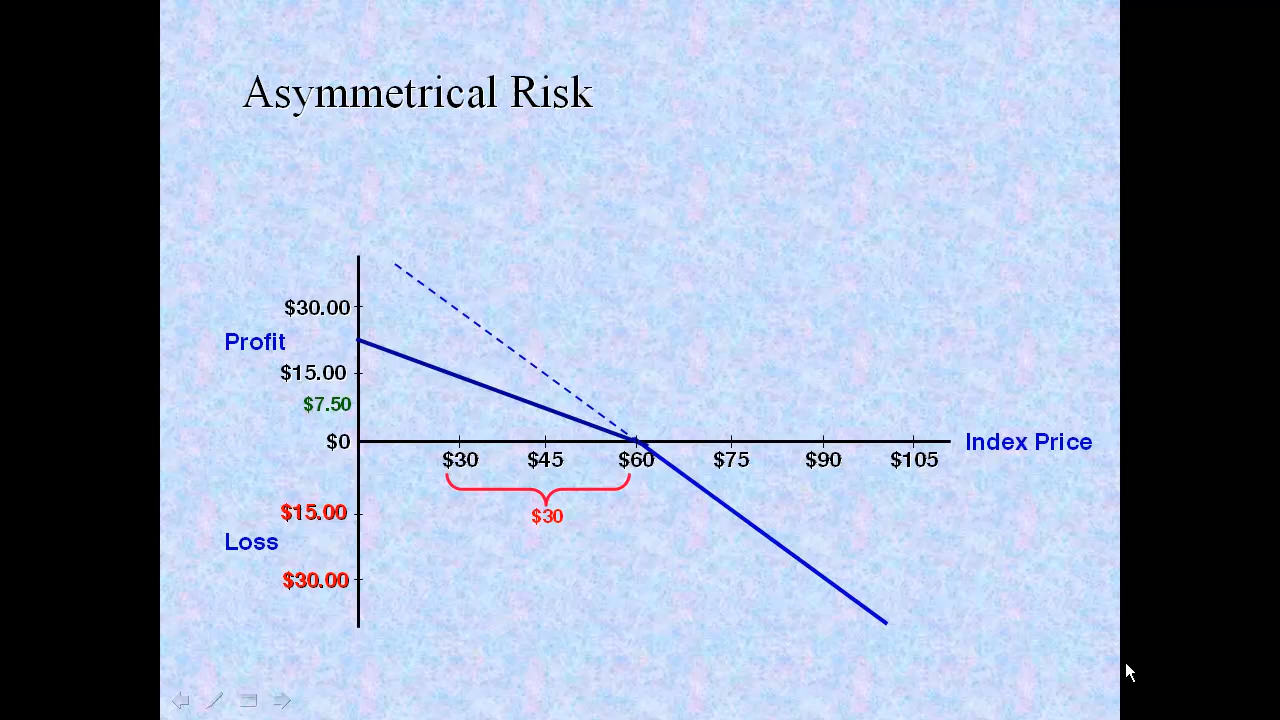 Asymmetrical Risk
$30.00
Profit
$15.00
$7.50
$0
Index Price
$30 $45 $60 $75 $90 $105
$15.00
$30
Loss
$30.00